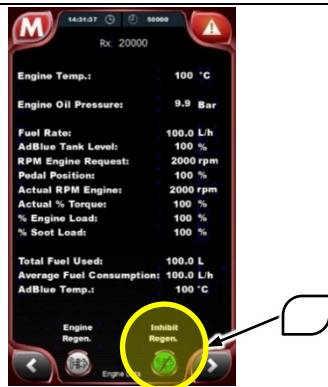 M 14:31:37 50000
Rx. 20000
Engine Temp.: 100 °C
Engine Oil Pressure: 9.9 Bar
Fuel Rate: 100.0 L/h
AdBlue Tank Level: 100 %
RPM Engine Request: 2000 rpm
Pedal Position: 100 %
Actual RPM Engine: 2000 rpm
Actual % Torque: 100 %
% Engine Load: 100 %
% Soot Load: 100 %
Total Fuel Used: 100.0 L
Average Fuel Consumption: 100.0 L/h
AdBlue Temp.: 100 °C
Engine Inhibit
Regen. Regen.
Engine